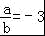 a/b = -3